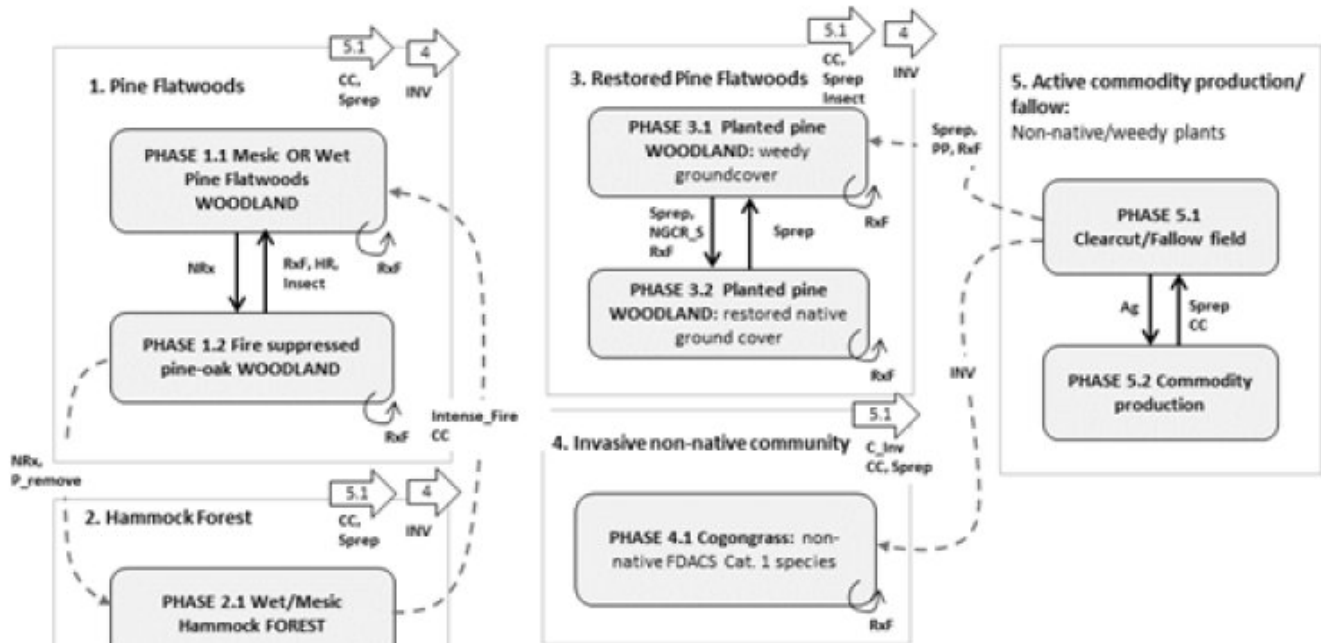 5.1
4
CC,
Sprep
INV
1. Pine Flatwoods
PHASE 1.1 Mesic OR Wet
Pine Flatwoods
WOODLAND
RxF
NRx
RxF, HR,
Insect
PHASE 1.2 Fire suppressed
pine-oak WOODLAND
RxF
Intense_Fire
CC
NRx,
P_remove
5.1
4
CC,
Sprep
INV
2. Hammock Forest
PHASE 2.1 Wet/Mesic
Hammock FOREST
5.1
4
CC,
Sprep
Insect
INV
3. Restored Pine Flatwoods
PHASE 3.1 Planted pine
WOODLAND: weedy
groundcover
RxF
Sprep,
NGCR_S
RxF
Sprep
PHASE 3.2 Planted pine
WOODLAND: restored native
ground cover
RxF
5.1
C_Inv
CC, Sprep
4. Invasive non-native community
PHASE 4.1 Cogongrass: non-
native FDACS Cat. 1 species
RxF
Sprep,
PP, RxF
INV
5. Active commodity production/
fallow:
Non-native/weedy plants
PHASE 5.1
Clearcut/Fallow field
Ag
Sprep
CC
PHASE 5.2 Commodity
production